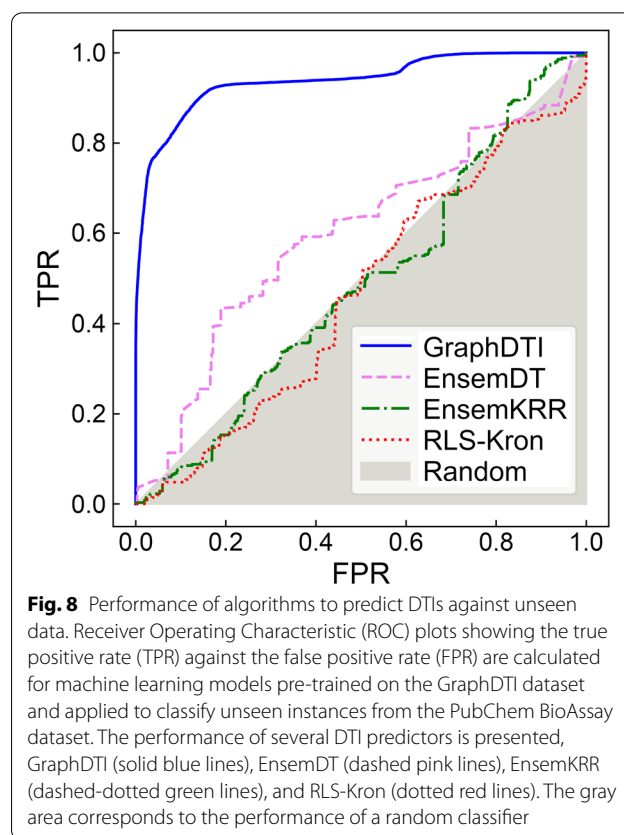 1.0
0.8
0.6
0.4
0.2
0.0
TPR
GraphDTI
EnsemDT
EnsemKRR
RLS-Kron
Random
0.0 0.2 0.4 0.6 0.8 1.0
FPR
Fig. 8 Performance of algorithms to predict DTIs against unseen
data. Receiver Operating Characteristic (ROC) plots showing the true
positive rate (TPR) against the false positive rate (FPR) are calculated
for machine learning models pre-trained on the GraphDTI dataset
and applied to classify unseen instances from the PubChem BioAssay
dataset. The performance of several DTI predictors is presented,
GraphDTI (solid blue lines), EnsemDT (dashed pink lines), EnsemKRR
(dashed-dotted green lines), and RLS-Kron (dotted red lines). The gray
area corresponds to the performance of a random classifier